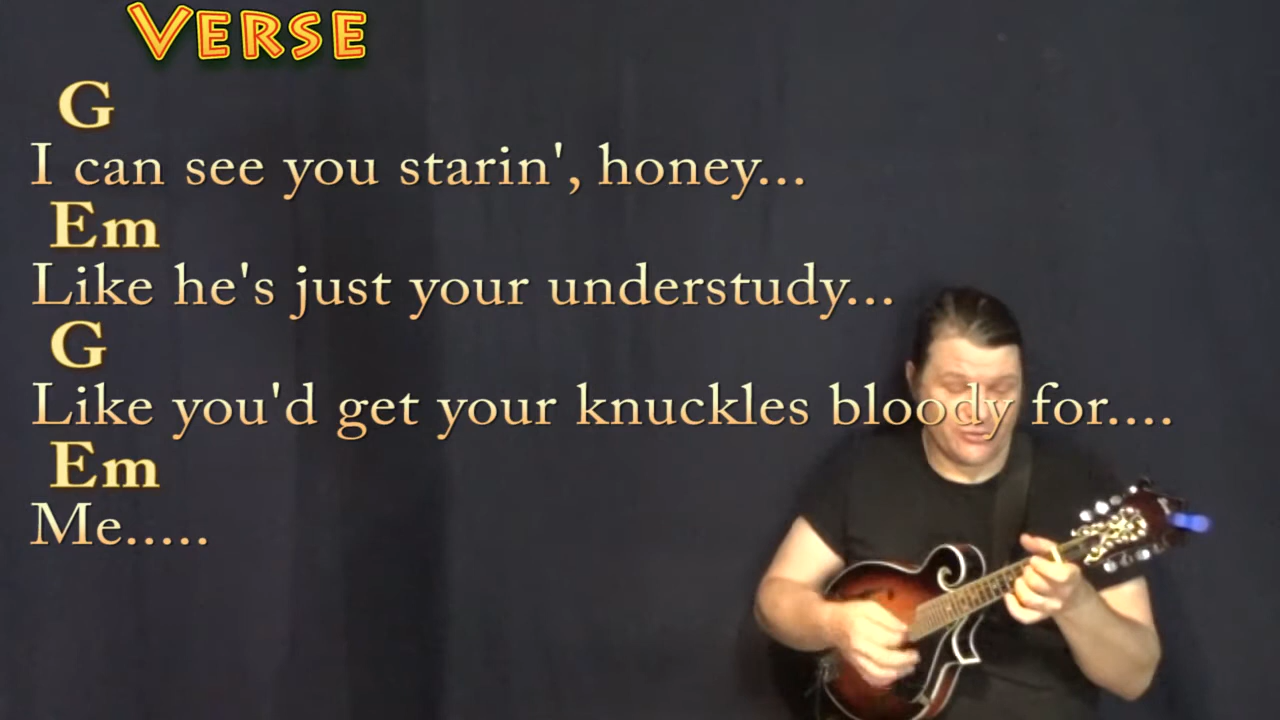 VERSE
G
I can see you starin', honey...
Em
Like he's just your understudy...
G
Like you'd get your knuckles bloody for....
Em
Me.....